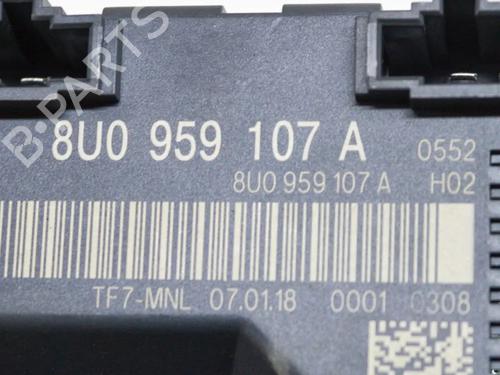 B-PARTS
8U0 959 107 A 0552
8U0 959 107 A H02
TF7-MNL 07.01.18 0001 0308